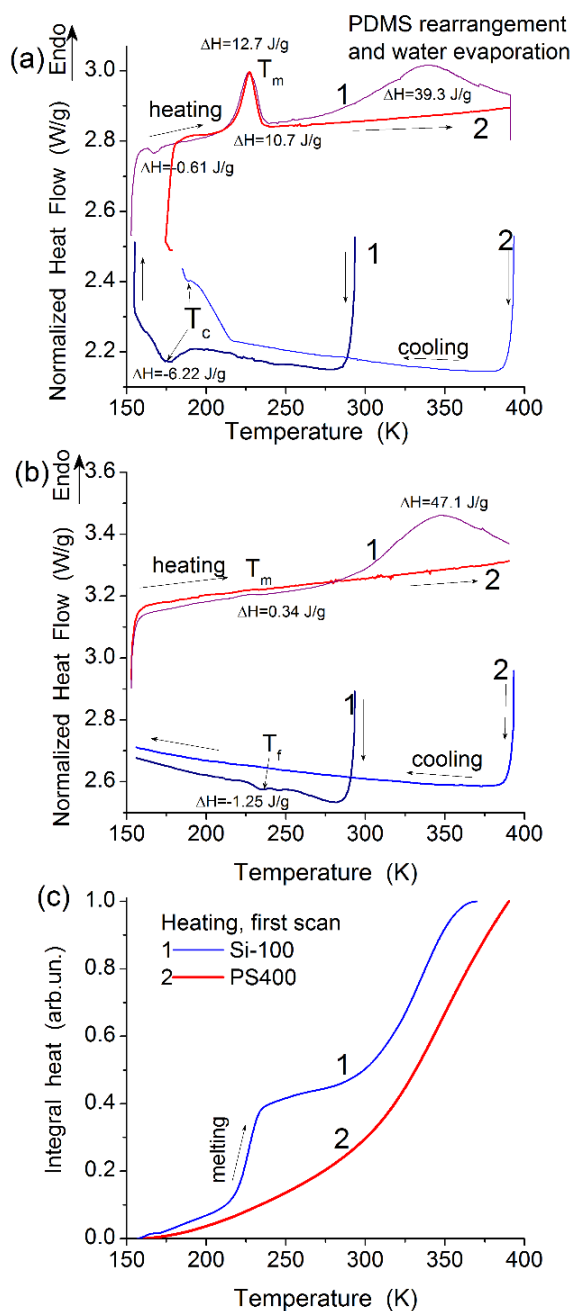 (a)
Endo
Normalized Heat Flow (W/g)
ΔH=12.7 J/g
PDMS rearrangement
and water evaporation
Tm
heating
1
ΔH=39.3 J/g
2
ΔH=-0.61 J/g
10.7 J/g
1
2
Tc
cooling
ΔH=-6.22 J/g
3.0
2.8
2.6
2.4
2.2
150 200 250 300 350 400
Temperature (K)
(b)
Endo
Normalized Heat Flow (W/g)
ΔH=47.1 J/g
heating
Tm
1
2
ΔH=0.34 J/g
1
2
Tf
cooling
ΔH=-1.25 J/g
3.6
3.4
3.2
3.0
2.8
2.6
150 200 250 300 350 400
Temperature (K)
(c)
Integral heat (arb.un.)
Heating, first scan
1 Si-100
2 PS400
1
2
melting
1.0
0.8
0.6
0.4
0.2
0.0
150 200 250 300 350 400
Temperature (K)